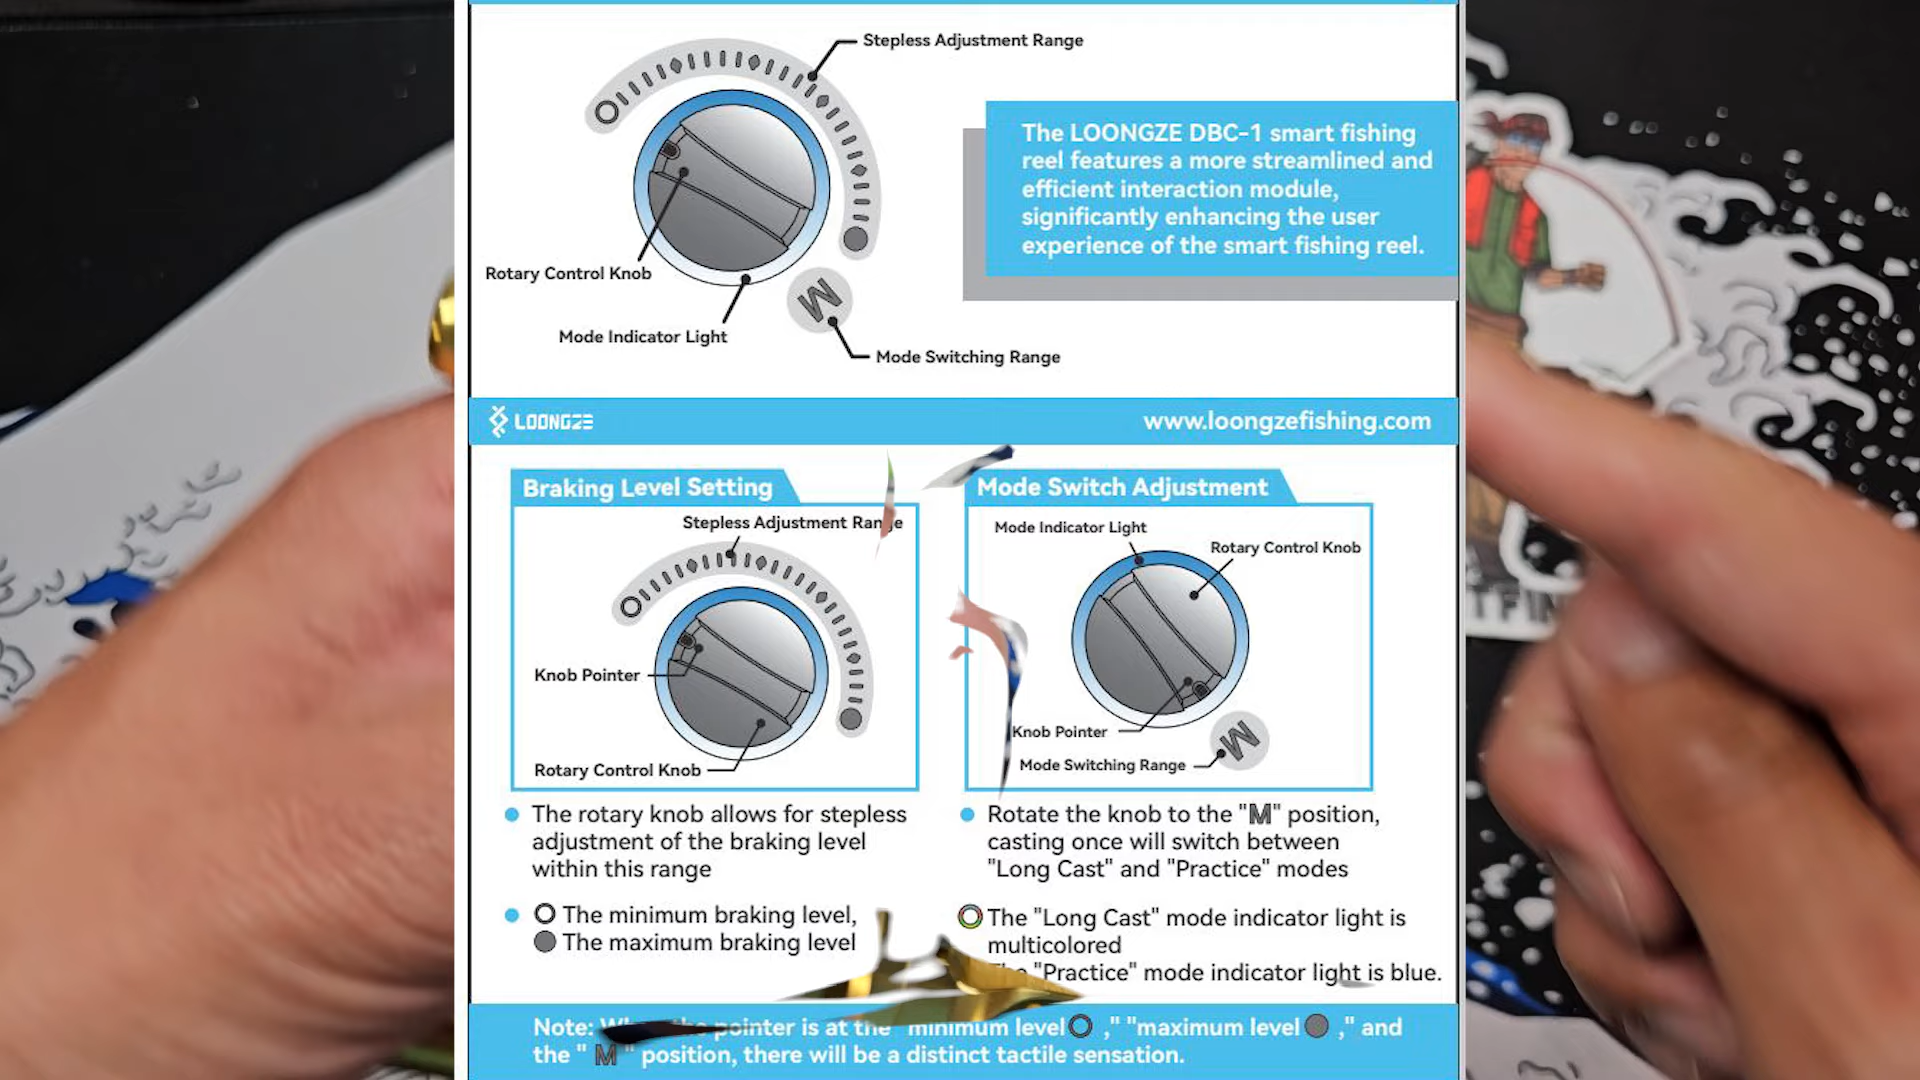 Stepless Adjustment Range
The LOONGZE DBC-1 smart fishing
reel features a more streamlined and
efficient interaction module,
significantly enhancing the user
experience of the smart fishing reel.
Rotary Control Knob
M
Mode Indicator Light
Mode Switching Range
LOONGZE
www.loongzefishing.com
Braking Level Setting
Stepless Adjustment Range
Knob Pointer
Rotary Control Knob
The rotary knob allows for stepless
adjustment of the braking level
within this range
The minimum braking level,
The maximum braking level
Mode Switch Adjustment
Mode Indicator Light
Rotary Control Knob
Knob Pointer
M
Mode Switching Range
Rotate the knob to the "M" position,
casting once will switch between
"Long Cast" and "Practice" modes
The "Long Cast" mode indicator light is
multicolored
"Practice" mode indicator light is blue.
Note: pointer is at the "minimum level ," "maximum level ," and
the "M" position, there will be a distinct tactile sensation.